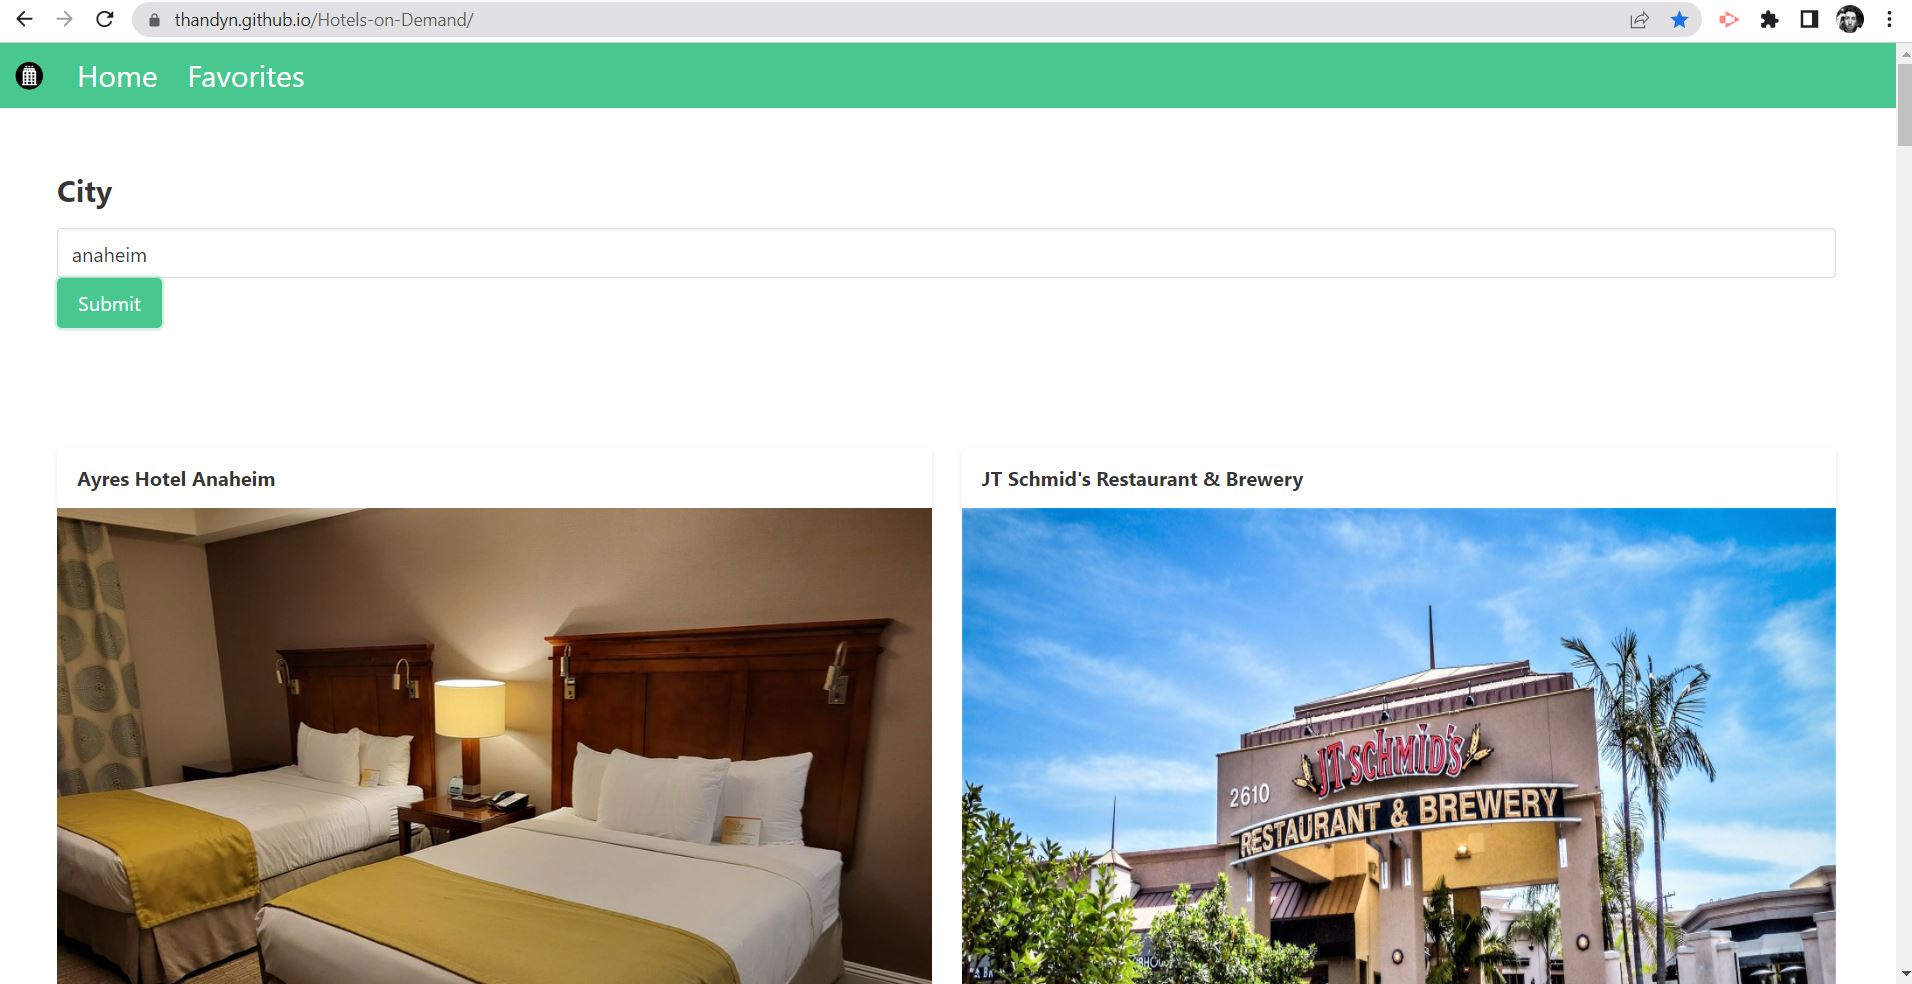 thandyn.github.io/Hotels-on-Demand/
Home Favorites
City
anaheim
Submit
Ayres Hotel Anaheim
JT Schmid's Restaurant & Brewery
JT SCHMID'S
2610
RESTAURANT & BREWERY